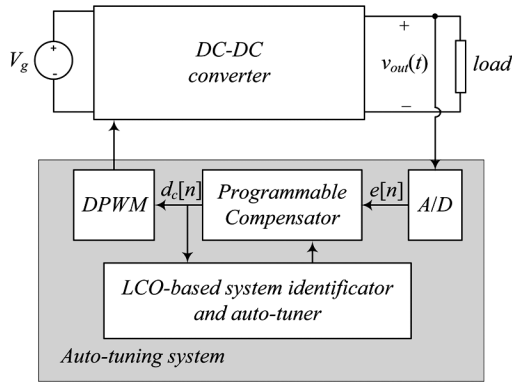 DC-DC
converter
V_g
+
-
+
v_out(t)
–
load
DPWM
d_c[n]
Programmable
Compensator
e[n]
A/D
LCO-based system identificator
and auto-tuner
Auto-tuning system